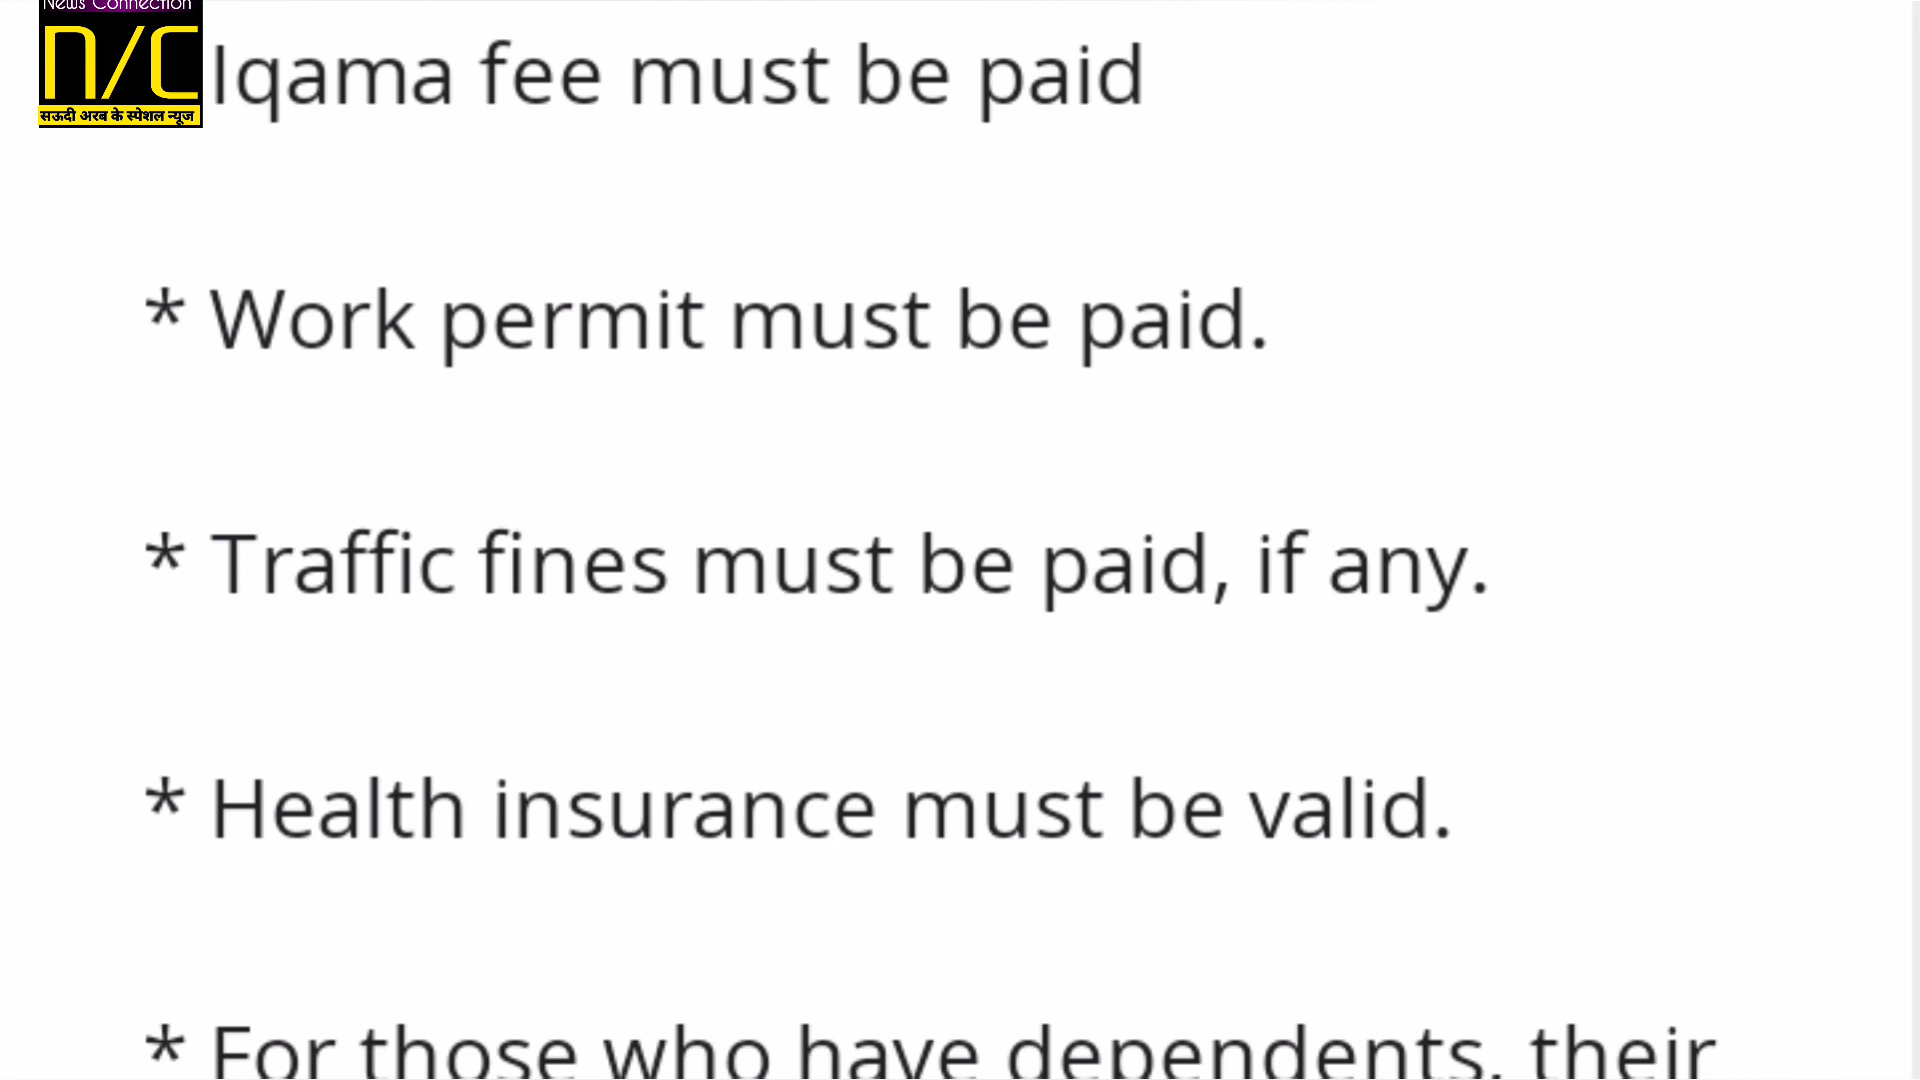 News Connection
n/c
सऊदी अरब के स्पेशल न्यूज
Iqama fee must be paid
* Work permit must be paid.
* Traffic fines must be paid, if any.
* Health insurance must be valid.
* For those who have dependents, their